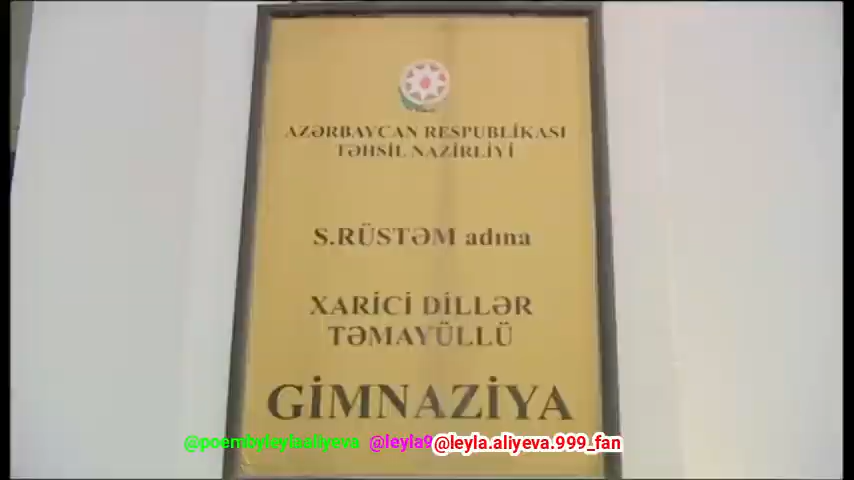 AZƏRBAYCAN RESPUBLİKASI
TƏHSİL NAZİRLİYİ
S.RÜSTƏM adına
XARİCİ DİLLƏR
TƏMAYÜLLÜ
GİMNAZİYA
@poembyleylaaliyeva @leyla9 @leyla.aliyeva.999_fan